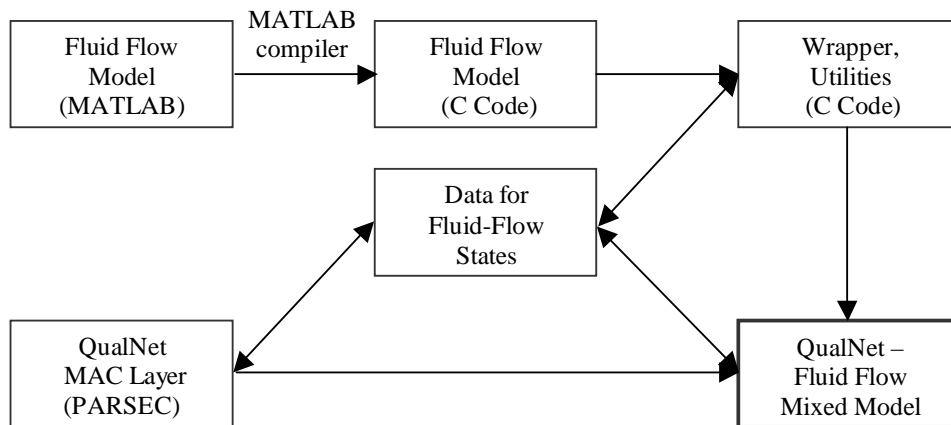 Fluid Flow
Model
(MATLAB)
MATLAB
compiler
Fluid Flow
Model
(C Code)
Wrapper,
Utilities
(C Code)
Data for
Fluid-Flow
States
QualNet
MAC Layer
(PARSEC)
QualNet –
Fluid Flow
Mixed Model